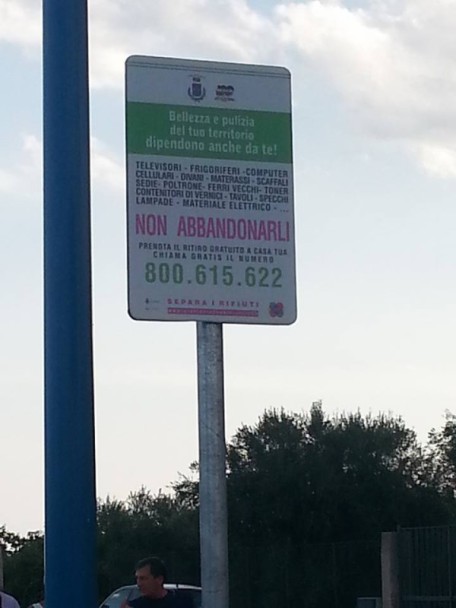 Bellezza e pulizia
del tuo territorio
dipendono anche da te!
TELEVISORI - FRIGORIFERI - COMPUTER
CELLULARI - DIVANI - MATERASSI - SCAFFALI
SEDIE - POLTRONE - FERRI VECCHI - TONER
CONTENITORI DI VERNICI - TAVOLI - SPECCHI
LAMPADE - MATERIALE ELETTRICO - ...
NON ABBANDONARLI
PRENOTA IL RITIRO GRATUITO A CASA TUA
CHIAMA GRATIS IL NUMERO
800.615.622
SEPARA I RIFIUTI